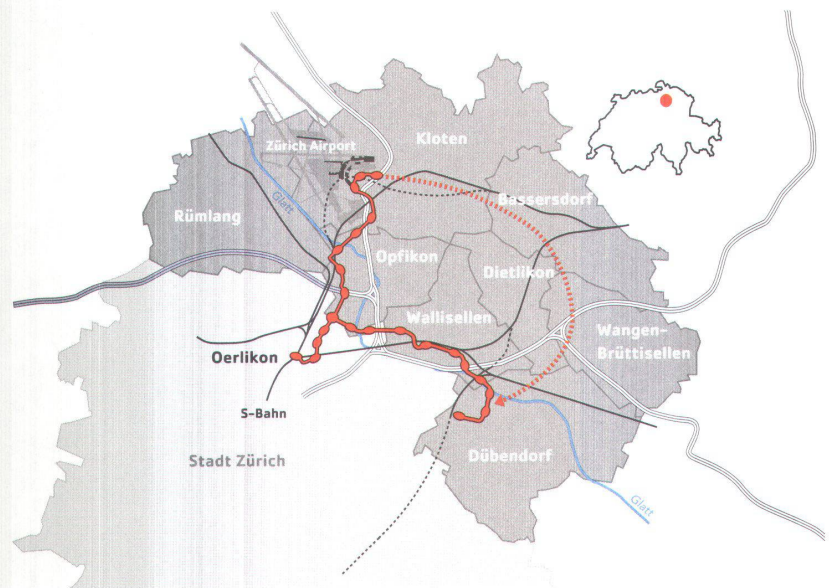 Zürich Airport
Kloten
Bassersdorf
Rümlang
Glatt
Opfikon
Dietlikon
Wallisellen
Wangen-
Brüttisellen
Oerlikon
S-Bahn
Stadt Zürich
Dübendorf
Glatt